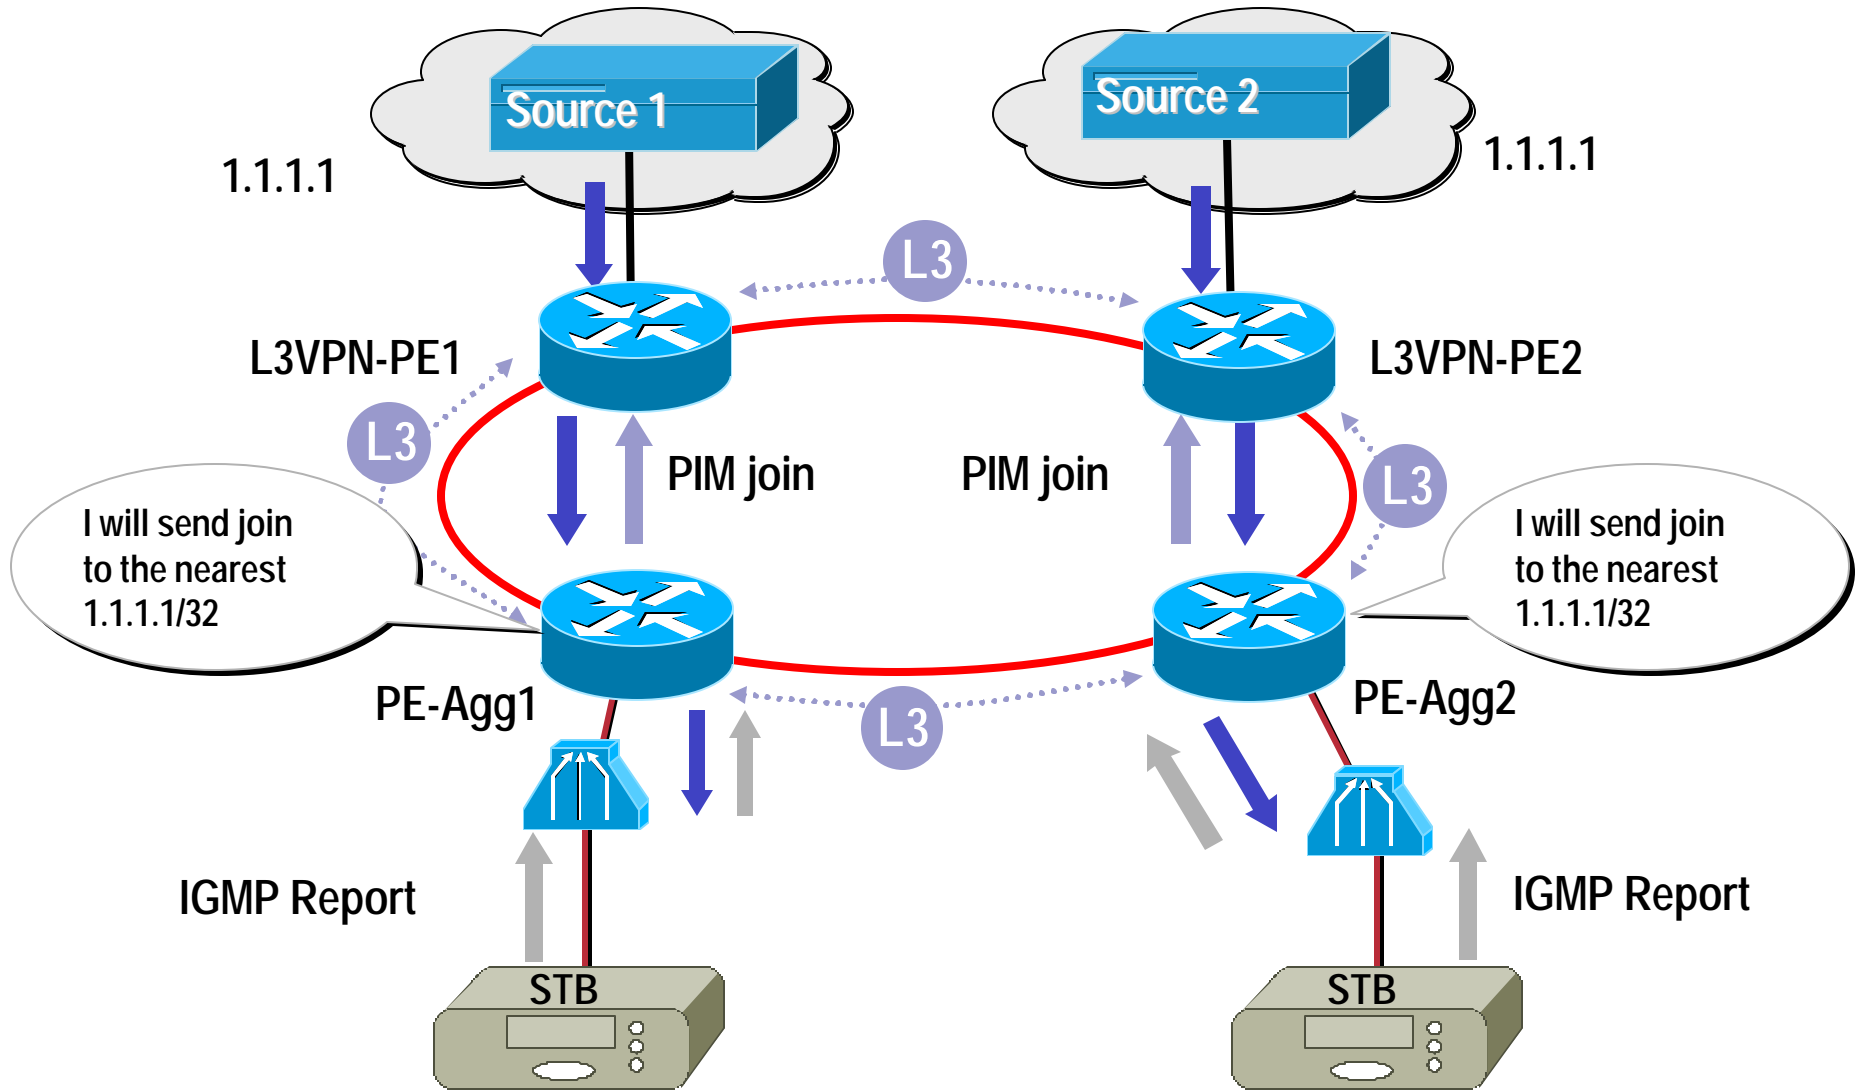 Source 1
Source 2
1.1.1.1
1.1.1.1
L3
L3VPN-PE1
L3VPN-PE2
L3
PIM join
PIM join
L3
I will send join
to the nearest
1.1.1.1/32
I will send join
to the nearest
1.1.1.1/32
PE-Agg1
L3
PE-Agg2
IGMP Report
IGMP Report
STB
STB